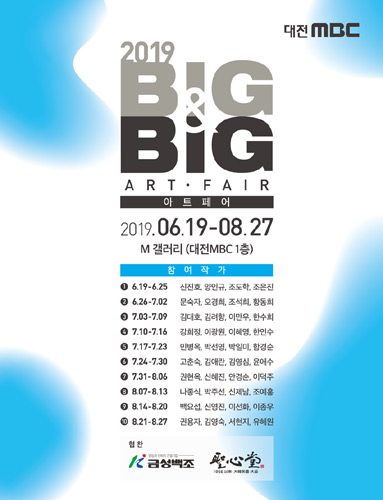 대전 MBC
2019
BIG
&
BIG
ART · FAIR
아트페어
2019.06.19-08.27
M 갤러리 (대전MBC 1층)
참여작가
1 6.19-6.25 신진호, 양인규, 조도학, 조은진
2 6.26-7.02 문숙자, 오경희, 조석희, 황동희
3 7.03-7.09 김대호, 김려향, 이만우, 한수희
4 7.10-7.16 강희정, 이광원, 이혜영, 한인수
5 7.17-7.23 민병옥, 박선영, 박일미, 함경순
6 7.24-7.30 고춘숙, 김애란, 김영심, 윤여수
7 7.31-8.06 권현옥, 신혜진, 안경순, 이덕주
8 8.07-8.13 나종식, 박주선, 신재남, 조여홍
9 8.14-8.20 백요섭, 신영진, 이선화, 이종우
10 8.21-8.27 권용자, 김영숙, 서현지, 유혜원
협찬
금성백조
聖心堂